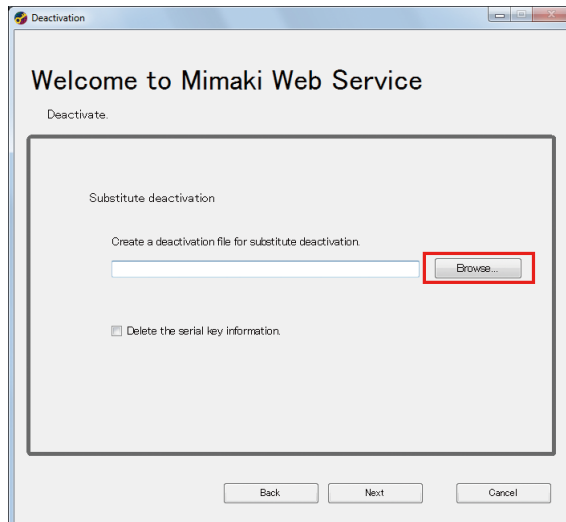 Deactivation
Welcome to Mimaki Web Service
Deactivate.
Substitute deactivation
Create a deactivation file for substitute deactivation.
Browse...
Delete the serial key information.
Back Next Cancel